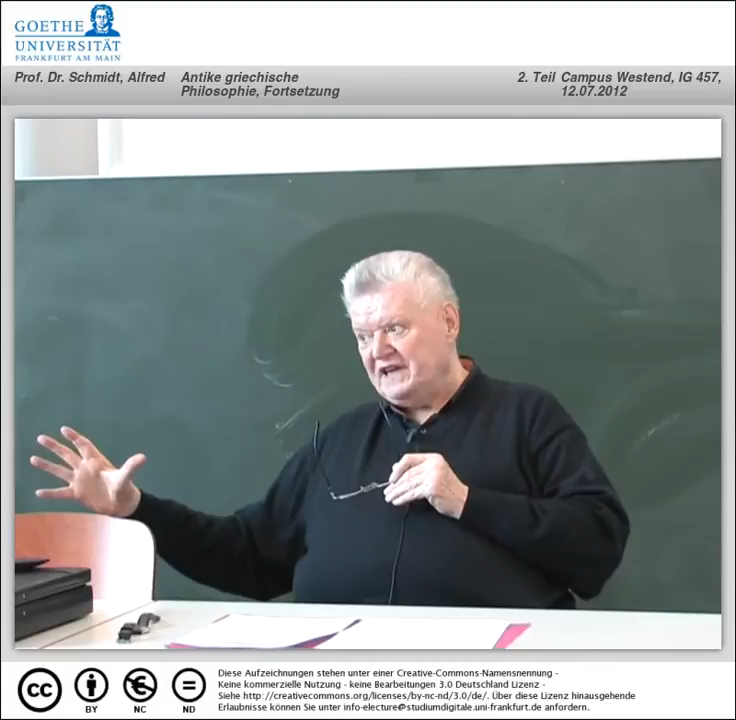 GOETHE
UNIVERSITÄT
FRANKFURT AM MAIN
Prof. Dr. Schmidt, Alfred
Antike griechische
Philosophie, Fortsetzung
2. Teil Campus Westend, IG 457,
12.07.2012
cc
BY
NC
ND
Diese Aufzeichnungen stehen unter einer Creative-Commons-Namensnennung -
Keine kommerzielle Nutzung - keine Bearbeitungen 3.0 Deutschland Lizenz -
Siehe http://creativecommons.org/licenses/by-nc-nd/3.0/de/. Über diese Lizenz hinausgehende
Erlaubnisse können Sie unter info-electure@studiumdigitale.uni-frankfurt.de anfordern.